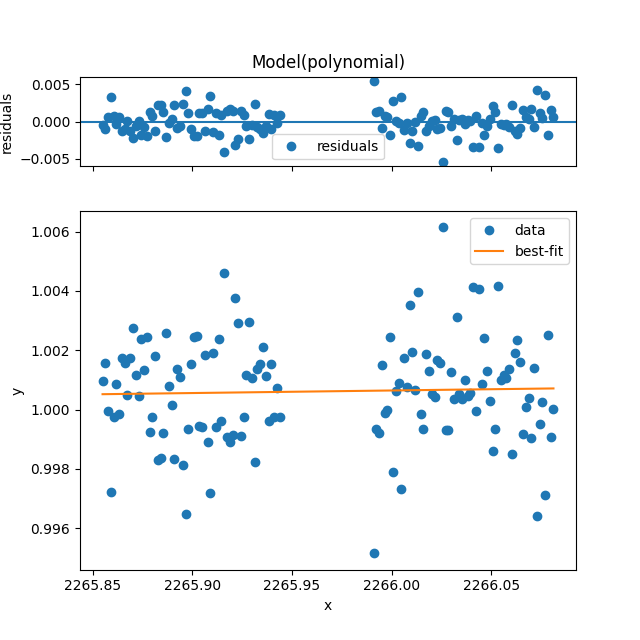 Model(polynomial)
0.005
0.000
−0.005
residuals
residuals
1.006
1.004
1.002
1.000
0.998
0.996
y
data
best-fit
2265.85 2265.90 2265.95 2266.00 2266.05
x